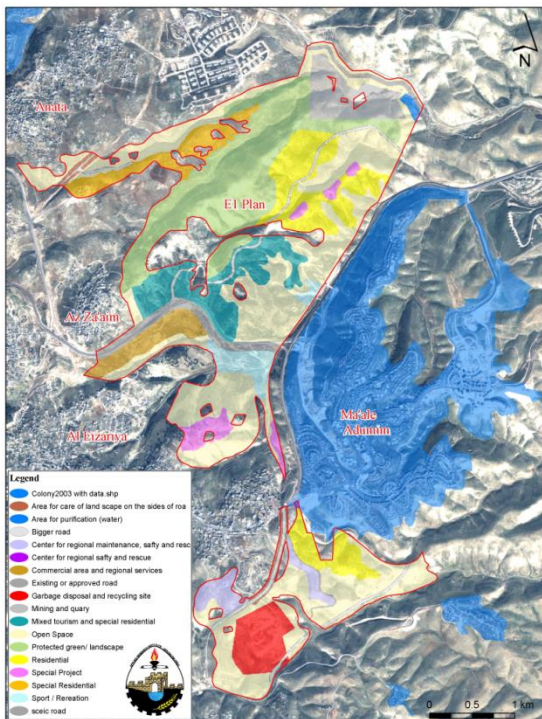 N
Anata
E1 Plan
Az Za'aim
Ma'ale
Adumim
Al Eizariya
Legend
Colony2003 with data.shp
Area for care of land scape on the sides of roa
Area for purification (water)
Bigger road
Center for regional maintenance, safty and resc
Center for regional safty and rescue
Commercial area and regional services
Existing or approved road
Garbage disposal and recycling site
Mining and quary
Mixed tourism and special residential
Open Space
Protected green/ landscape
Residential
Special Project
Special Residential
Sport / Rereation
sceic road
0 0.5 1 km